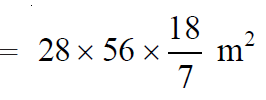 = 28 × 56 × 18/7 m²